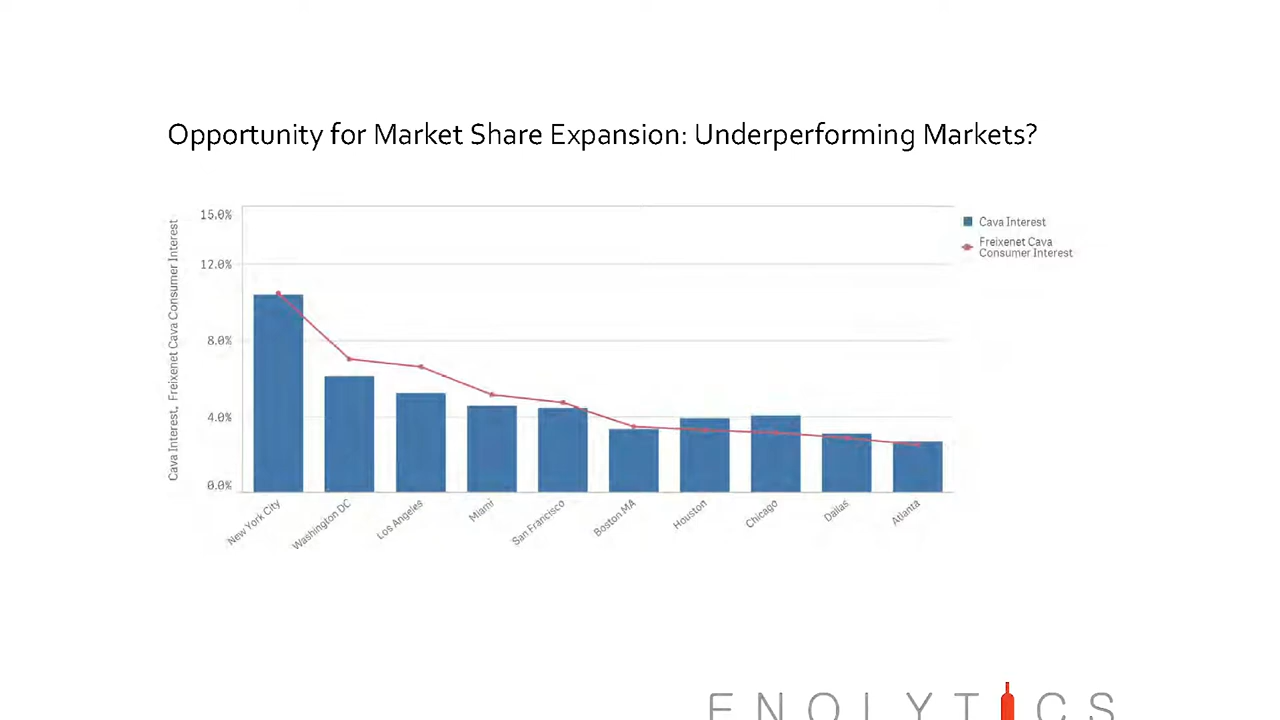 Opportunity for Market Share Expansion: Underperforming Markets?
Cava Interest, Freixenet Cava Consumer Interest
15.0%
12.0%
8.0%
4.0%
0.0%
Cava Interest
Freixenet Cava
Consumer Interest
New York City
Washington DC
Los Angeles
Miami
San Francisco
Boston MA
Houston
Chicago
Dallas
Atlanta
ENOLYTICS